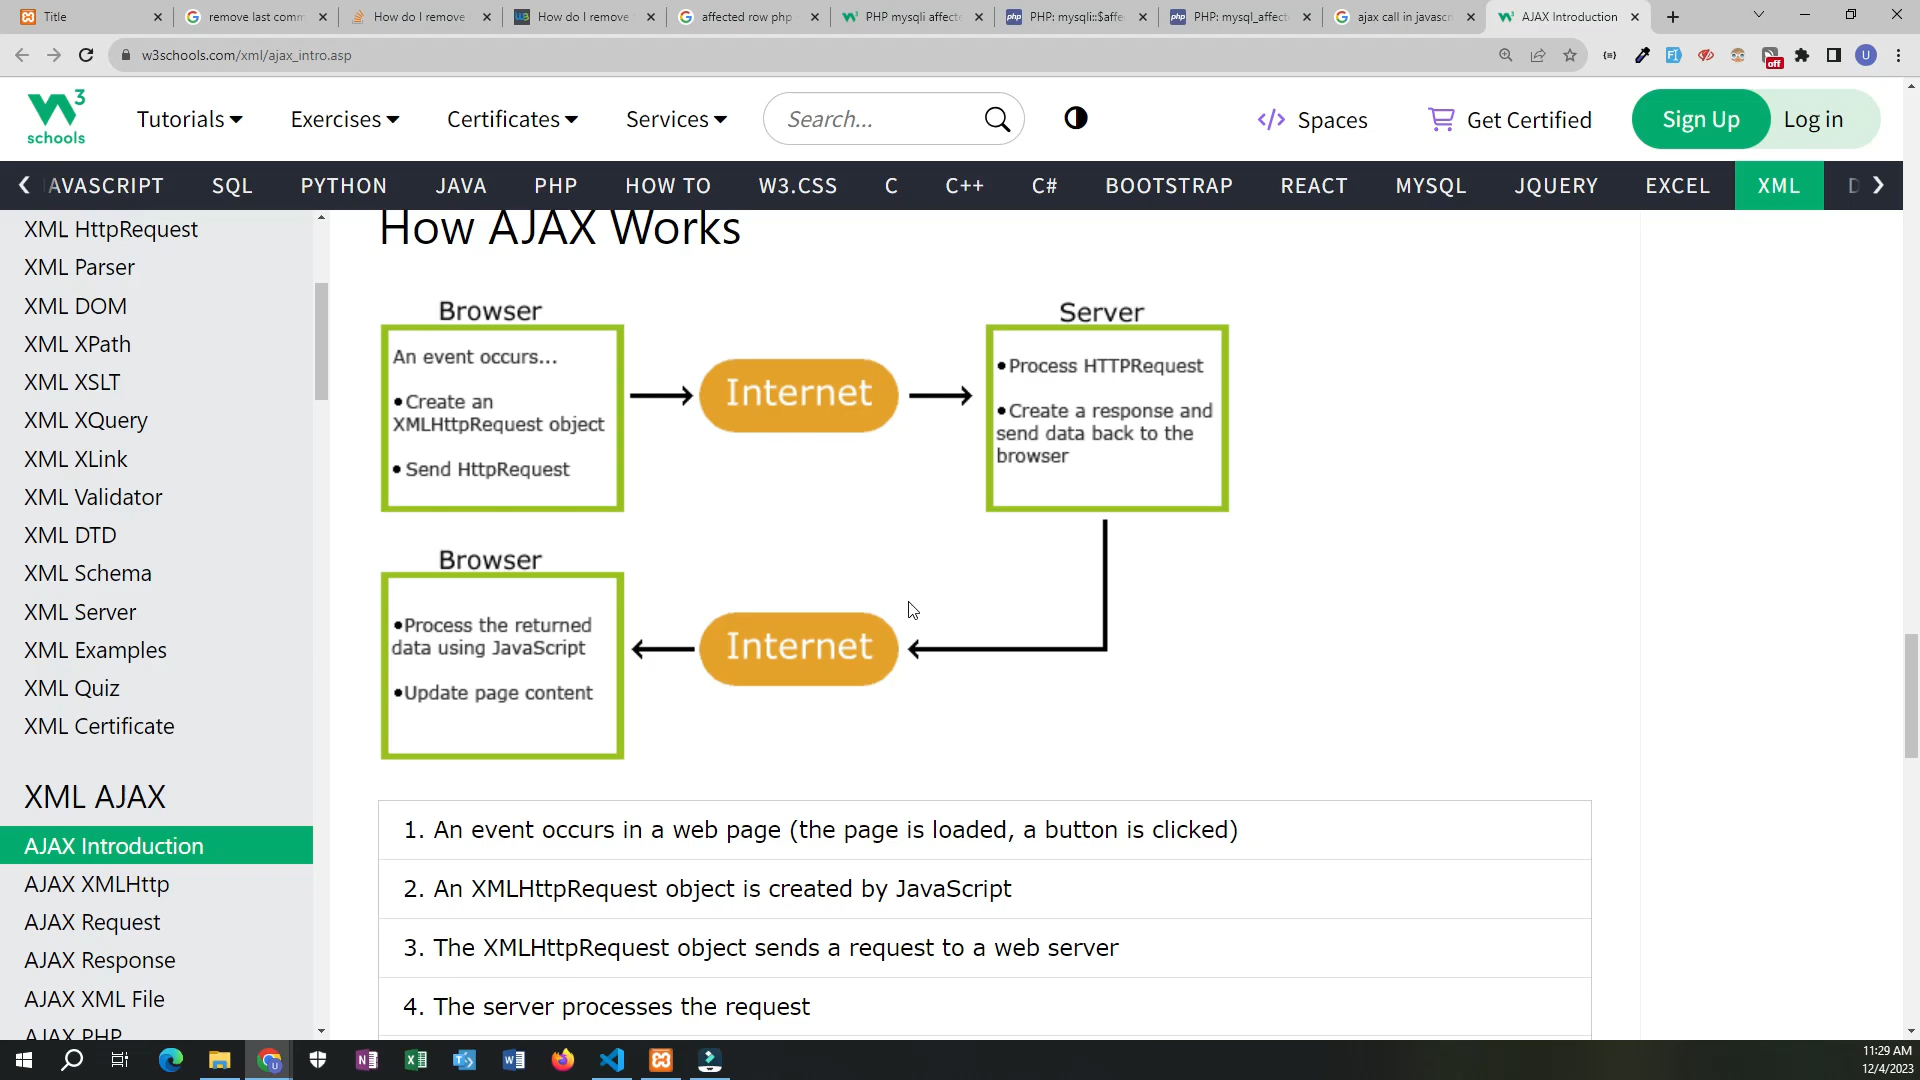 Title
remove last comm
How do I remove
How do I remove
affected row php
PHP mysqli affect
PHP: mysqli::$affe
PHP: mysql_affect
ajax call in javascr
AJAX Introduction
w3schools.com/xml/ajax_intro.asp
off
U
3
schools
Tutorials
Exercises
Certificates
Services
Search...
Spaces
Get Certified
Sign Up
Log in
AVASCRIPT
SQL
PYTHON
JAVA
PHP
HOW TO
W3.CSS
C
C++
C#
BOOTSTRAP
REACT
MYSQL
JQUERY
EXCEL
XML
D
XML HttpRequest
XML Parser
XML DOM
XML XPath
XML XSLT
XML XQuery
XML XLink
XML Validator
XML DTD
XML Schema
XML Server
XML Examples
XML Quiz
XML Certificate
XML AJAX
AJAX Introduction
AJAX XMLHttp
AJAX Request
AJAX Response
AJAX XML File
AJAX PHP
How AJAX Works
Browser
An event occurs...
•Create an
XMLHttpRequest object
• Send HttpRequest
Internet
Server
•Process HTTPRequest
•Create a response and
send data back to the
browser
Browser
•Process the returned
data using JavaScript
•Update page content
Internet
1. An event occurs in a web page (the page is loaded, a button is clicked)
2. An XMLHttpRequest object is created by JavaScript
3. The XMLHttpRequest object sends a request to a web server
4. The server processes the request
11:29 AM
12/4/2023